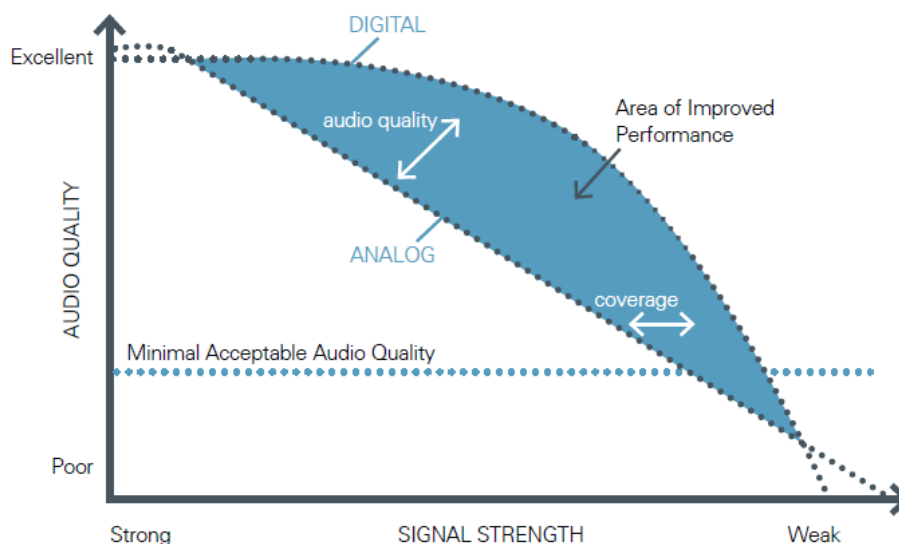 DIGITAL
Excellent
audio quality
Area of Improved
Performance
AUDIO QUALITY
ANALOG
coverage
Minimal Acceptable Audio Quality
Poor
Strong
SIGNAL STRENGTH
Weak